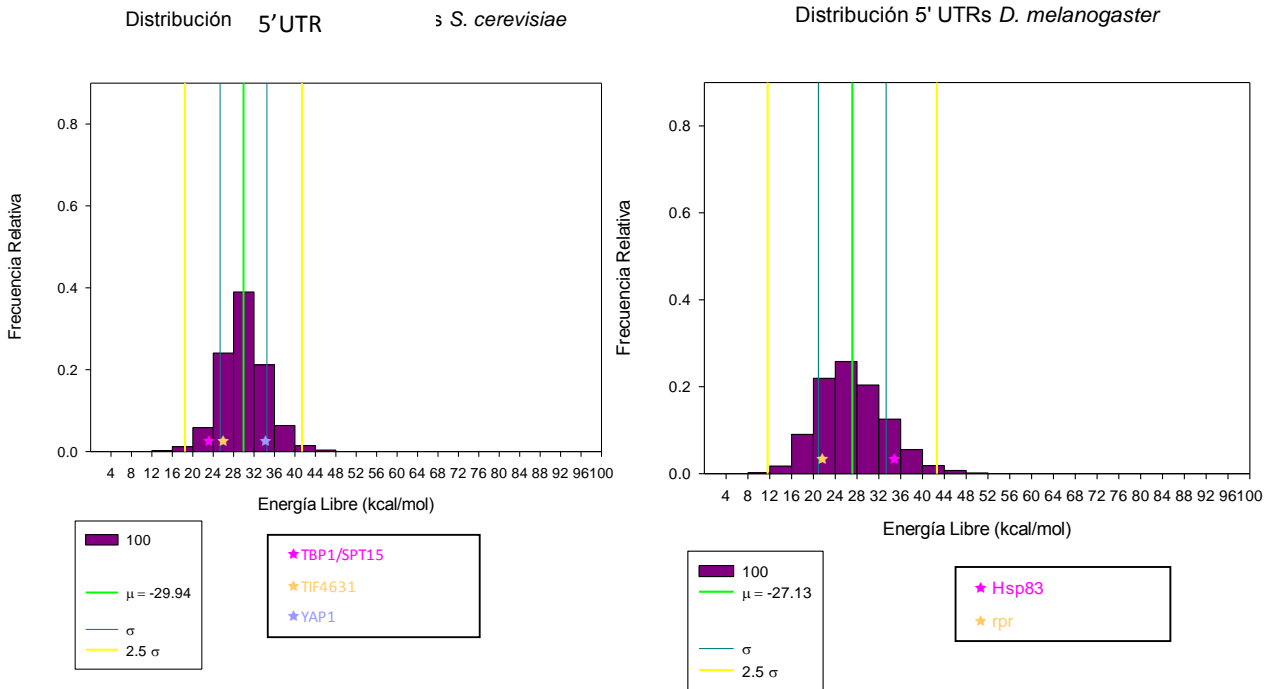 Distribución 5'UTR s S. cerevisiae
Frecuencia Relativa
0.8
0.6
0.4
0.2
0.0
4 8 12 16 20 24 28 32 36 40 44 48 52 56 60 64 68 72 76 80 84 88 92 96 100
Energía Libre (kcal/mol)
100
μ = -29.94
σ
2.5 σ
TBP1/SPT15
TIF4631
YAP1
Distribución 5' UTRs D. melanogaster
Frecuencia Relativa
0.8
0.6
0.4
0.2
0.0
4 8 12 16 20 24 28 32 36 40 44 48 52 56 60 64 68 72 76 80 84 88 92 96 100
Energía Libre (kcal/mol)
100
μ = -27.13
σ
2.5 σ
Hsp83
rpr